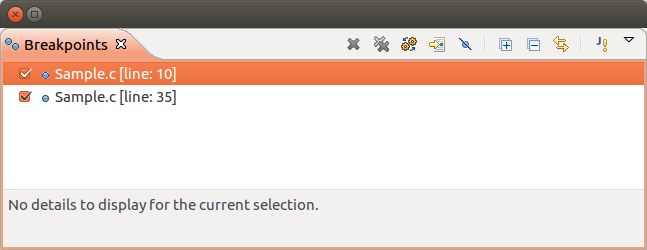 Breakpoints
Sample.c [line: 10]
Sample.c [line: 35]
No details to display for the current selection.